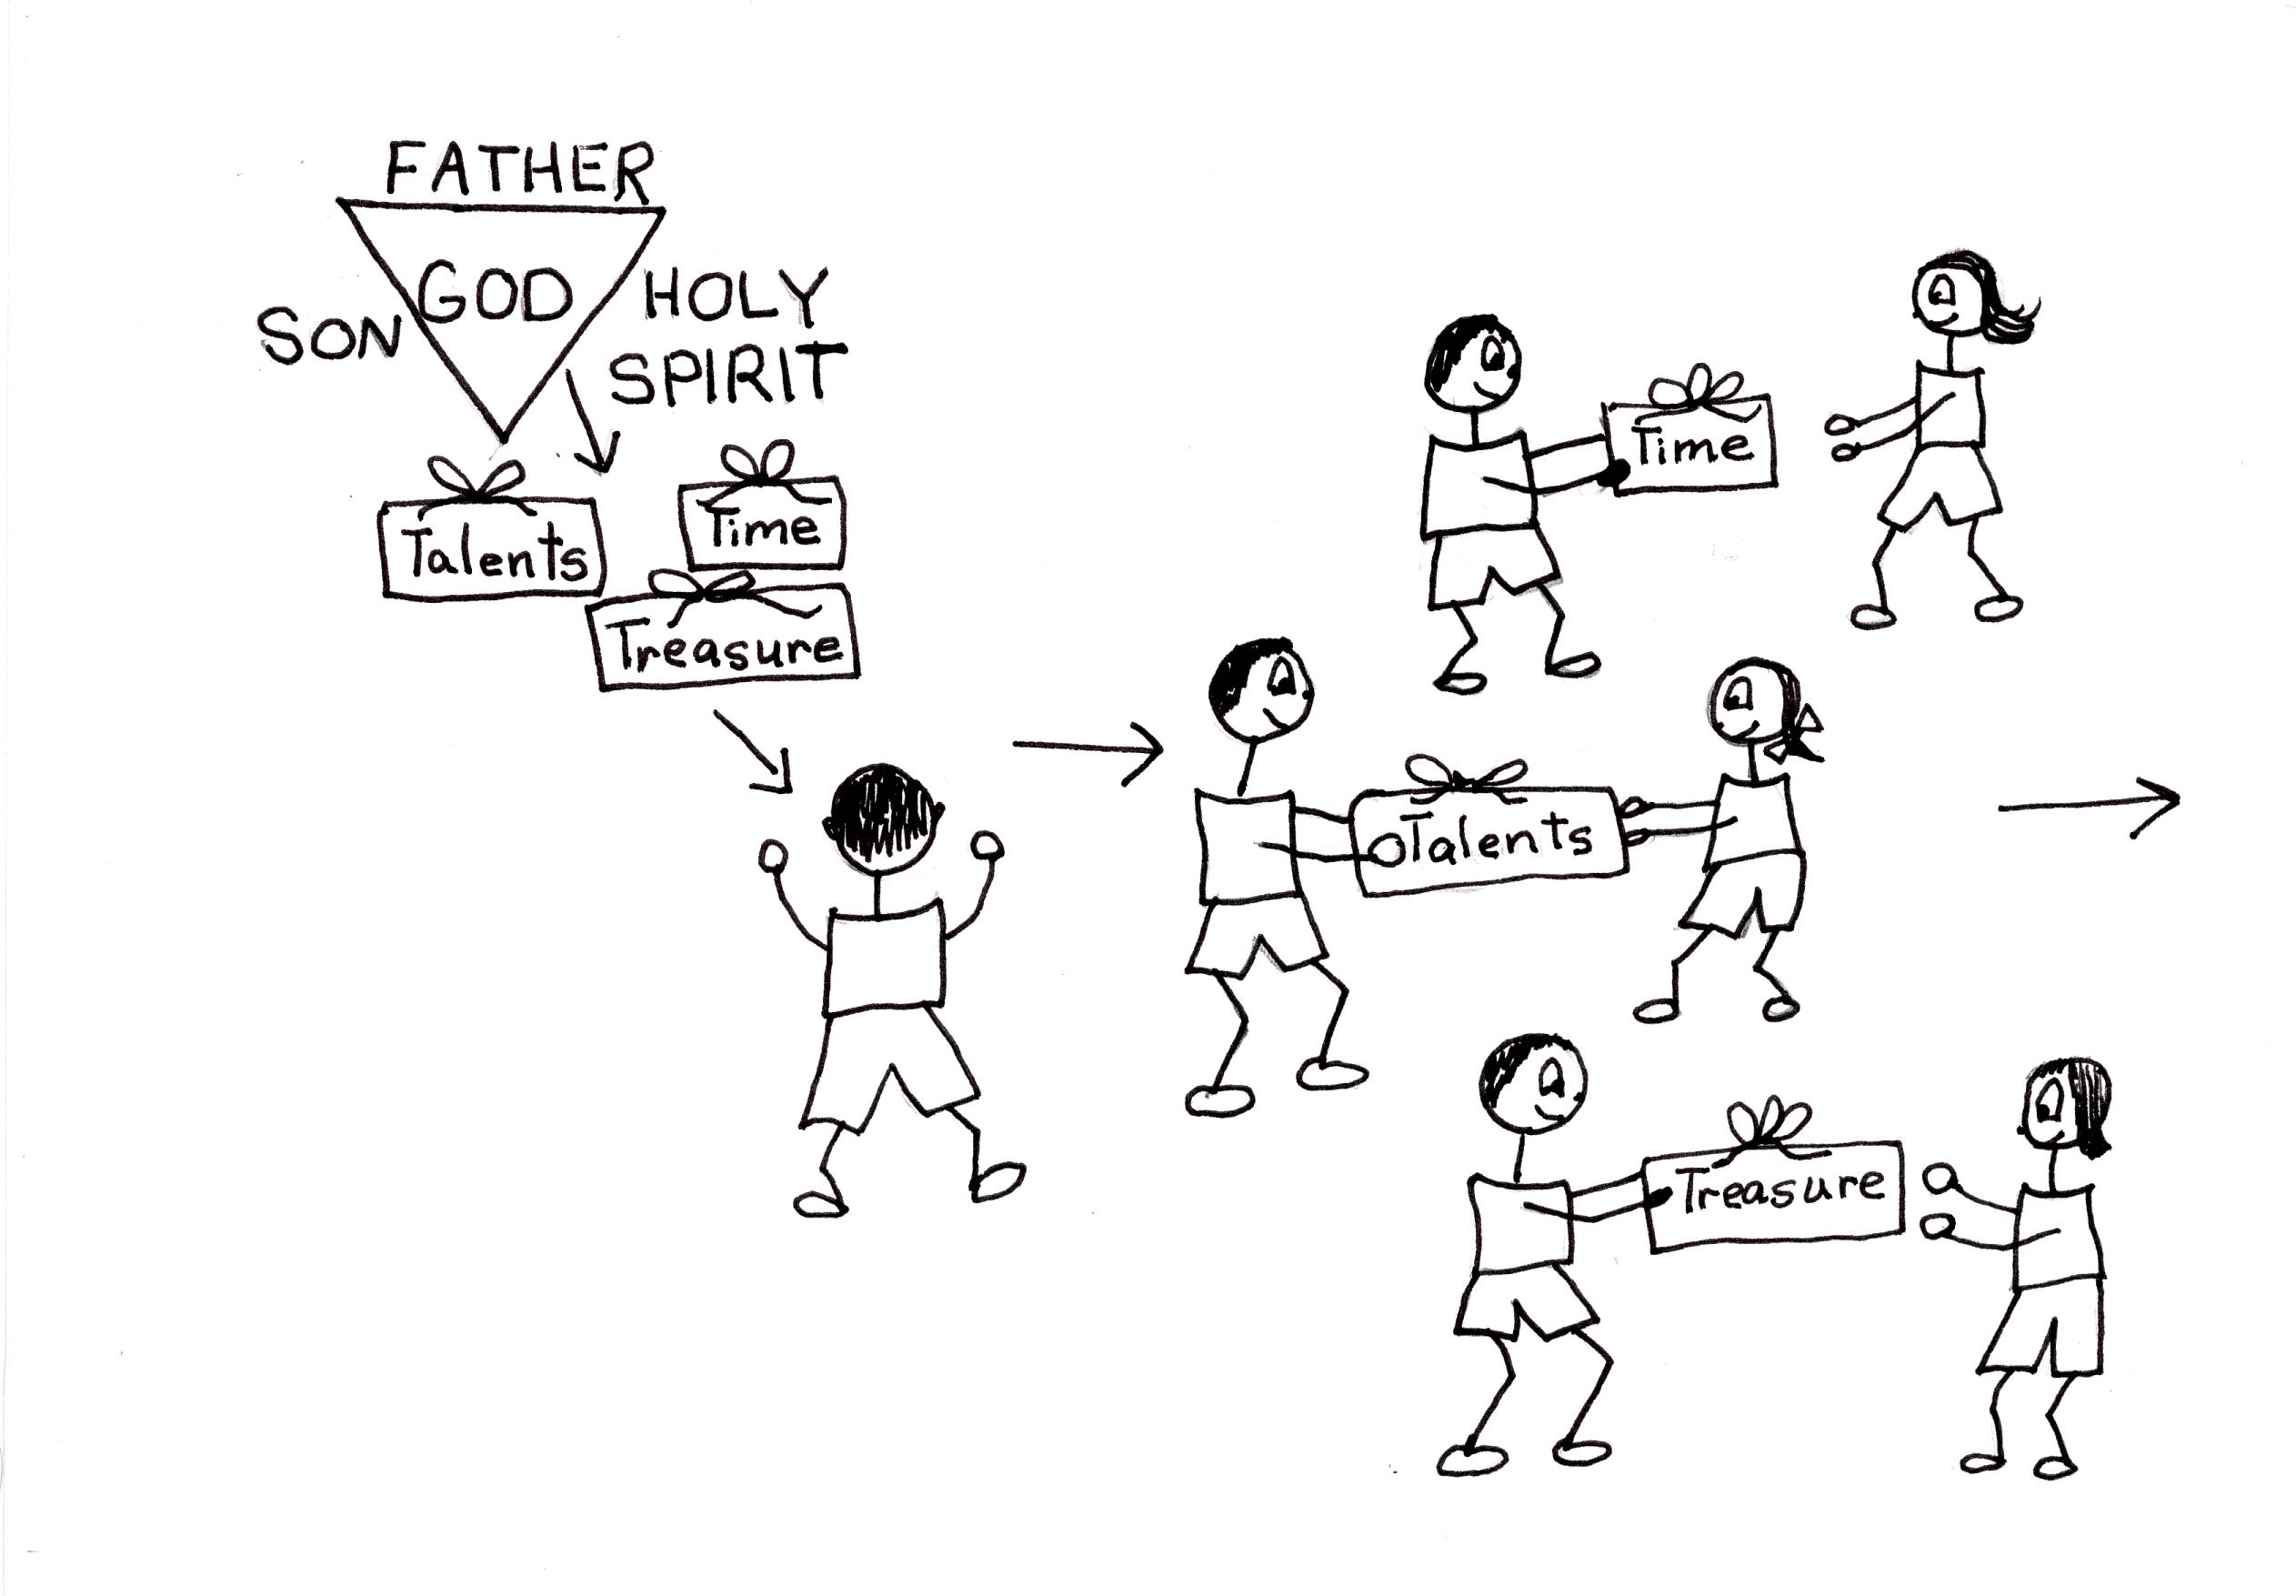 FATHER
GOD
SON
HOLY
SPIRIT
Talents
Time
Treasure
Time
Talents
Treasure